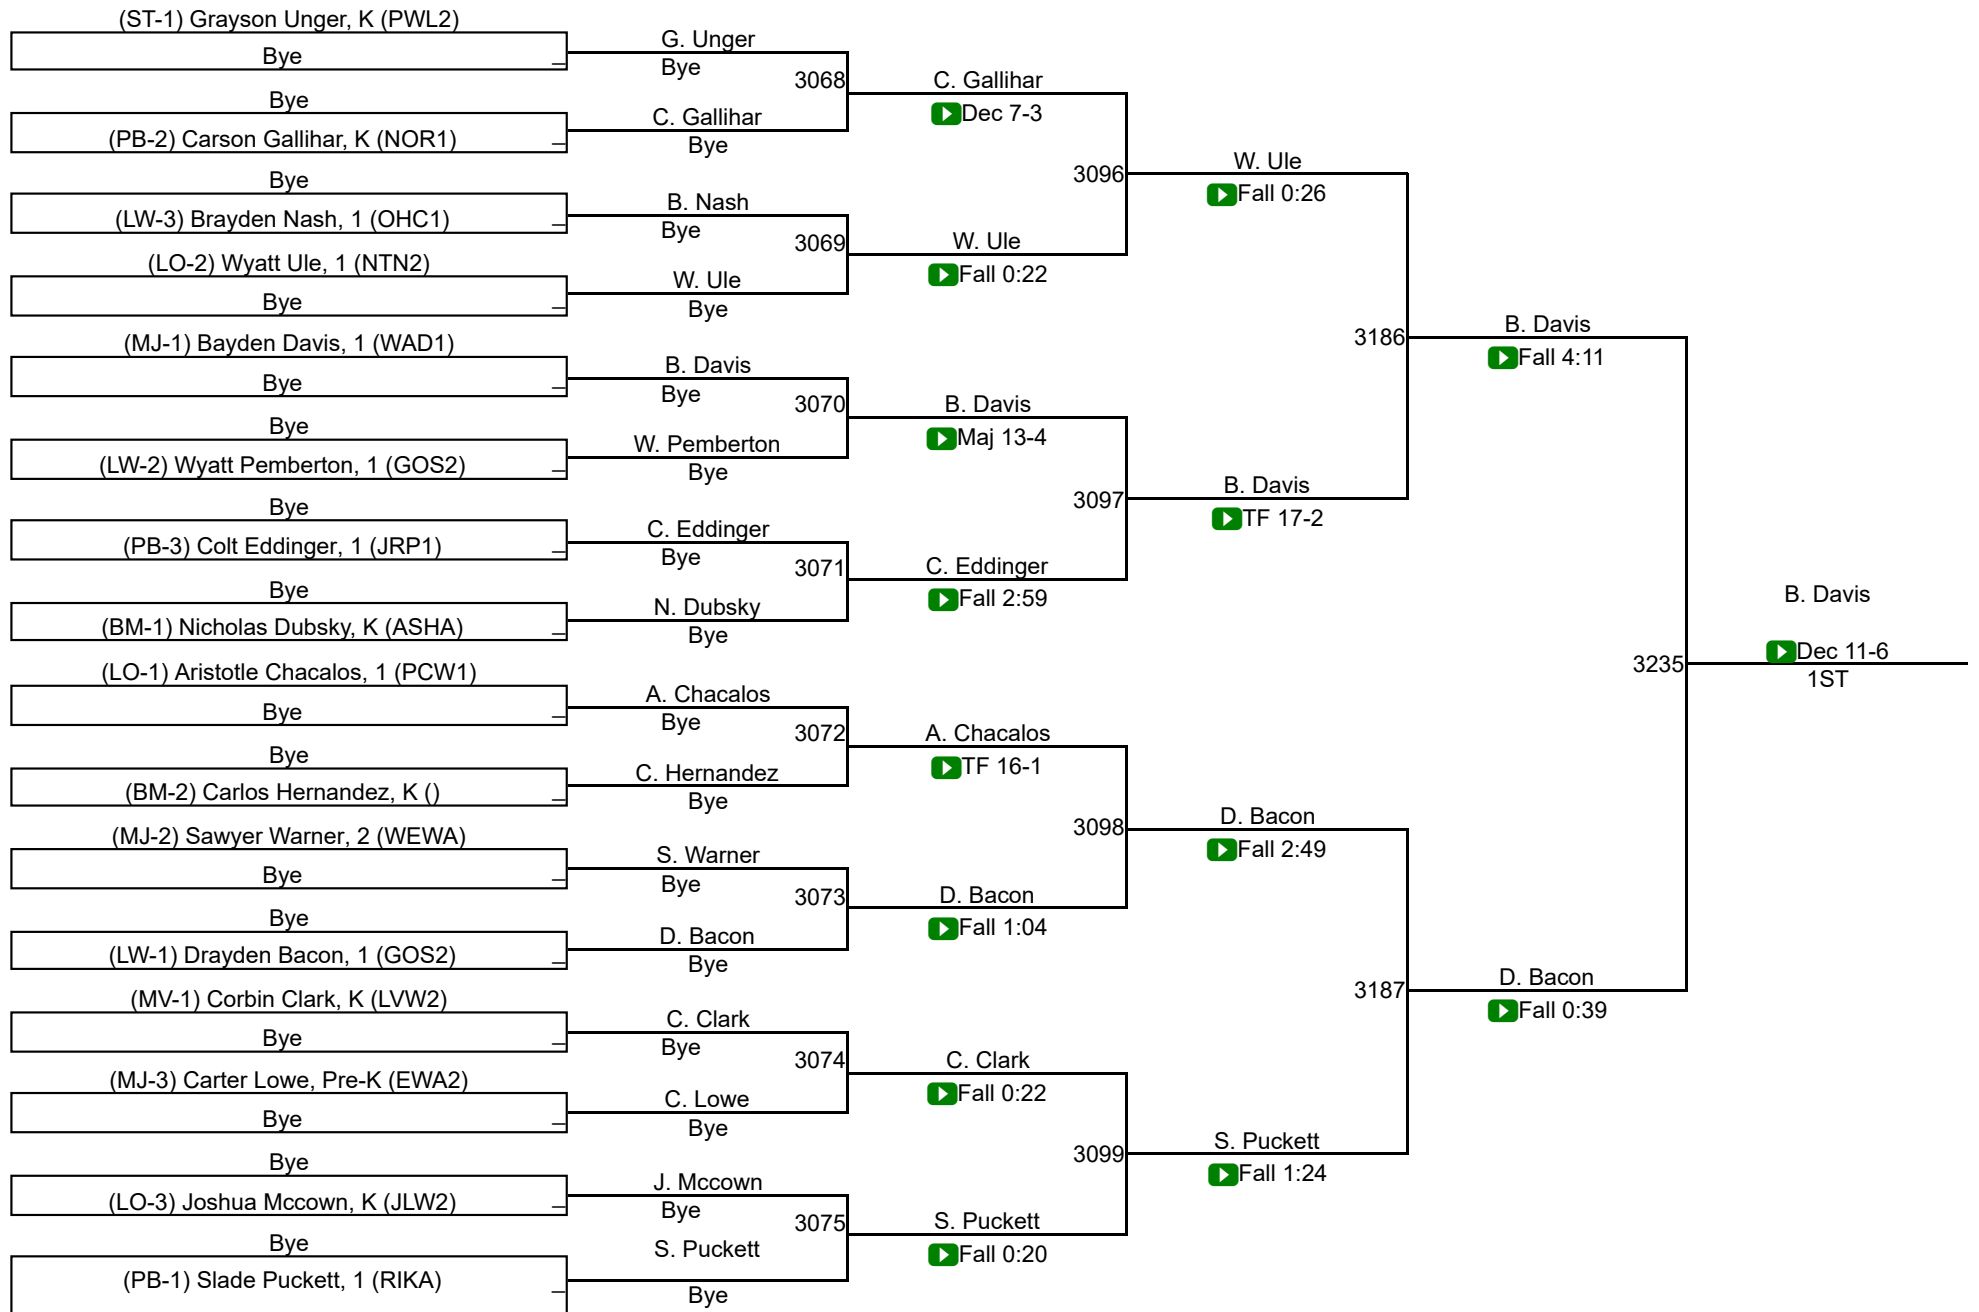 (ST-1) Grayson Unger, K (PWL2)
Bye
Bye
(PB-2) Carson Gallihar, K (NOR1)
Bye
(LW-3) Brayden Nash, 1 (OHC1)
(LO-2) Wyatt Ule, 1 (NTN2)
Bye
(MJ-1) Bayden Davis, 1 (WAD1)
Bye
Bye
(LW-2) Wyatt Pemberton, 1 (GOS2)
Bye
(PB-3) Colt Eddinger, 1 (JRP1)
Bye
(BM-1) Nicholas Dubsky, K (ASHA)
(LO-1) Aristotle Chacalos, 1 (PCW1)
Bye
Bye
(BM-2) Carlos Hernandez, K ()
(MJ-2) Sawyer Warner, 2 (WEWA)
Bye
Bye
(LW-1) Drayden Bacon, 1 (GOS2)
(MV-1) Corbin Clark, K (LVW2)
Bye
(MJ-3) Carter Lowe, Pre-K (EWA2)
Bye
Bye
(LO-3) Joshua Mccown, K (JLW2)
Bye
(PB-1) Slade Puckett, 1 (RIKA)
G. Unger
Bye
3068
C. Gallihar
Bye
B. Nash
Bye
3069
W. Ule
Bye
B. Davis
Bye
3070
W. Pemberton
Bye
C. Eddinger
Bye
3071
N. Dubsky
Bye
A. Chacalos
Bye
3072
C. Hernandez
Bye
S. Warner
Bye
3073
D. Bacon
Bye
C. Clark
Bye
3074
C. Lowe
Bye
J. Mccown
Bye
3075
S. Puckett
Bye
C. Gallihar
Dec 7-3
3096
W. Ule
Fall 0:22
B. Davis
Maj 13-4
3097
C. Eddinger
Fall 2:59
A. Chacalos
TF 16-1
3098
D. Bacon
Fall 1:04
C. Clark
Fall 0:22
3099
S. Puckett
Fall 0:20
W. Ule
Fall 0:26
3186
B. Davis
TF 17-2
D. Bacon
Fall 2:49
3187
S. Puckett
Fall 1:24
B. Davis
Fall 4:11
3235
D. Bacon
Fall 0:39
B. Davis
Dec 11-6
1ST